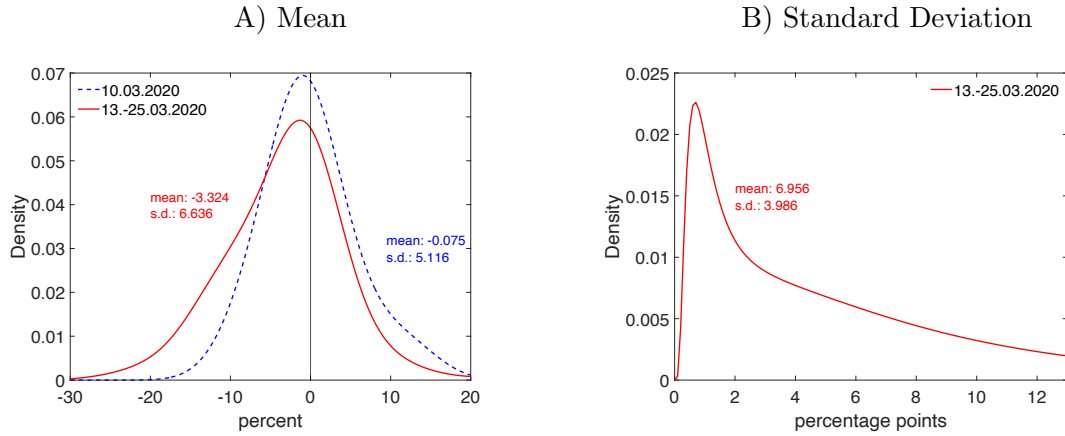 A) Mean
B) Standard Deviation
0.07
0.06
0.05
0.04
0.03
0.02
0.01
0
Density
10.03.2020
13.-25.03.2020
mean: -3.324
s.d.: 6.636
mean: -0.075
s.d.: 5.116
-30
-20
-10
0
10
20
percent
0.025
0.02
0.015
0.01
0.005
0
Density
13.-25.03.2020
mean: 6.956
s.d.: 3.986
0
2
4
6
8
10
12
percentage points